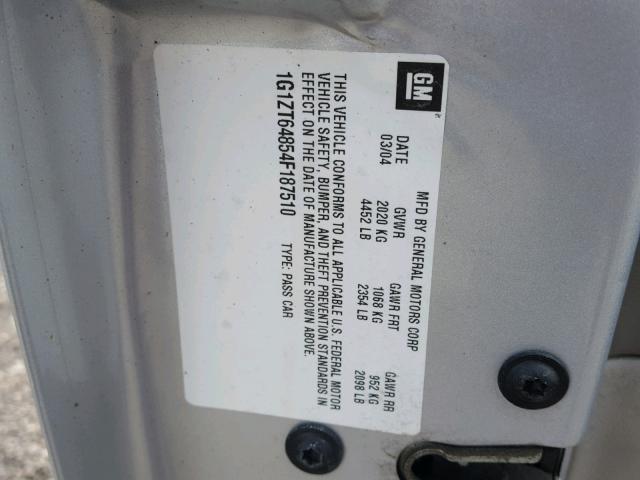 GM
MFD BY GENERAL MOTORS CORP
DATE GVWR GAWR FRT GAWR RR
03/04 2020 KG 1068 KG 952 KG
4452 LB 2354 LB 2098 LB
THIS VEHICLE CONFORMS TO ALL APPLICABLE U.S. FEDERAL MOTOR
VEHICLE SAFETY, BUMPER, AND THEFT PREVENTION STANDARDS IN
EFFECT ON THE DATE OF MANUFACTURE SHOWN ABOVE.
1G1ZT64854F187510 TYPE: PASS CAR